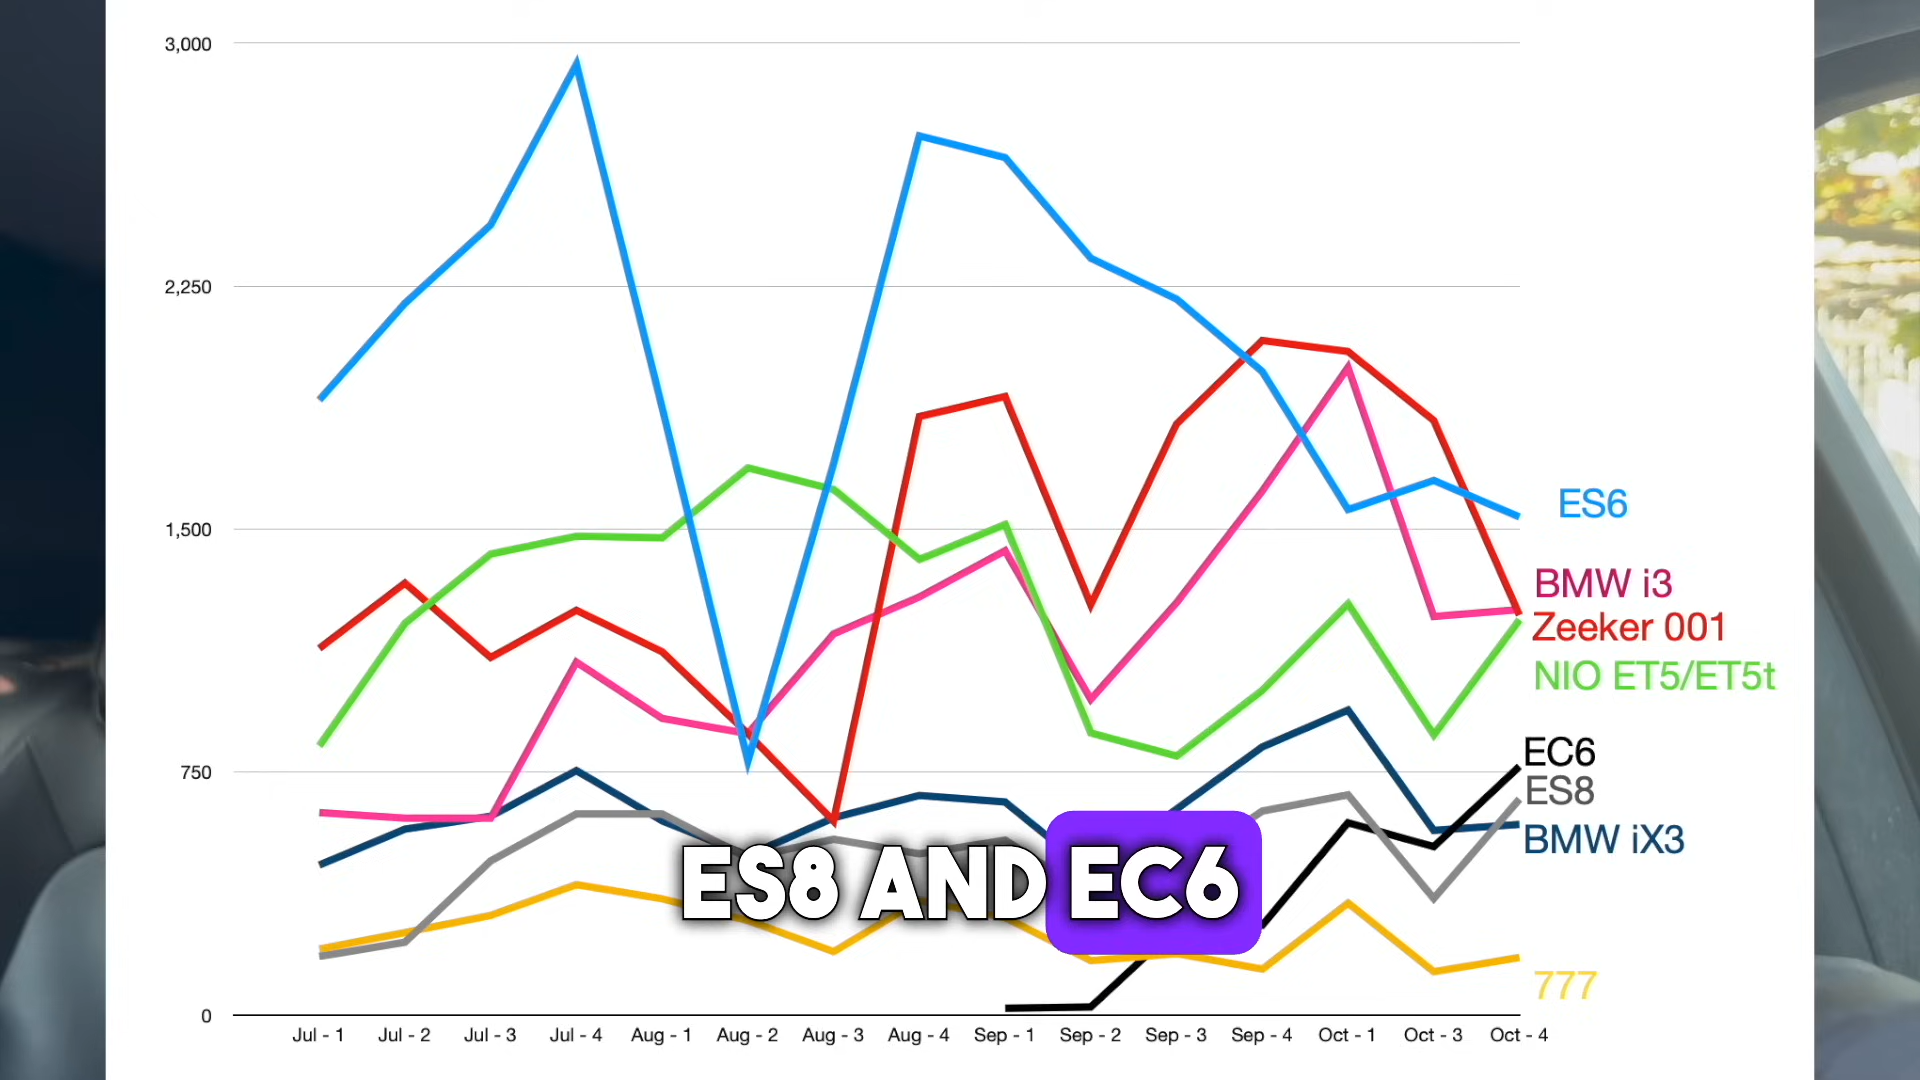 3,000
2,250
1,500
750
0
ES6
BMW i3
Zeeker 001
NIO ET5/ET5t
EC6
ES8
BMW iX3
777
ES8 AND EC6
Jul - 1 Jul - 2 Jul - 3 Jul - 4 Aug - 1 Aug - 2 Aug - 3 Aug - 4 Sep - 1 Sep - 2 Sep - 3 Sep - 4 Oct - 1 Oct - 3 Oct - 4